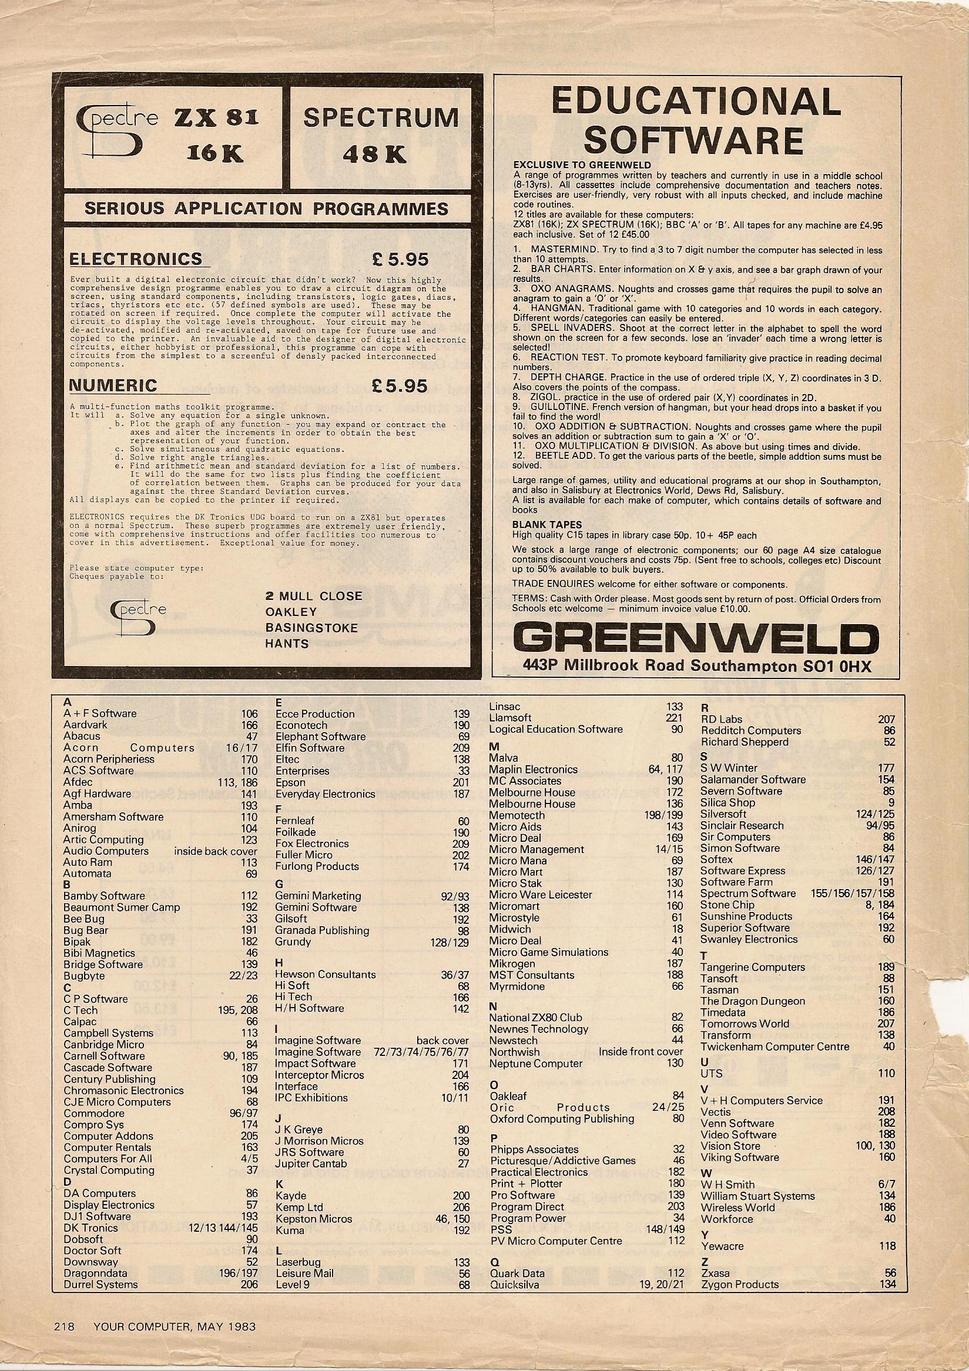 Spectre ZX 81
16K
SPECTRUM
48K
SERIOUS APPLICATION PROGRAMMES
ELECTRONICS £5.95
Ever built a digital electronic circuit that didn't work? Now this highly
comprehensive design programme enables you to draw a circuit diagram on the
screen, using standard components, including transistors, logic gates, diacs,
triacs, thyristors etc etc. (57 defined symbols are used). These may be
rotated on screen if required. Once complete the computer will activate the
circuit to display the voltage levels throughout. Your circuit may be
de-activated, modified and re-activated, saved on tape for future use and
copied to the printer. An invaluable aid to the designer of digital electronic
circuits, either hobbyist or professional, this programme can cope with
circuits from the simplest to a screenful of densely packed interconnected
components.
NUMERIC £5.95
A multi-function maths toolkit programme.
It will a. Solve any equation for a single unknown.
b. Plot the graph of any function - you may expand or contract the
axes and alter the increments in order to obtain the best
representation of your function.
c. Solve simultaneous and quadratic equations.
d. Solve right angle triangles.
e. Find arithmetic mean and standard deviation for a list of numbers.
It will do the same for two lists plus finding the coefficient
of correlation between them. Graphs can be produced for your data
against the three Standard Deviation curves.
All displays can be copied to the printer if required.
ELECTRONICS requires the DK Tronics UDG board to run on a ZX81 but operates
on a normal Spectrum. These superb programmes are extremely user friendly,
come with comprehensive instructions and offer facilities too numerous to
cover in this advertisement. Exceptional value for money.
Please state computer type:
Cheques payable to:
Spectre
2 MULL CLOSE
OAKLEY
BASINGSTOKE
HANTS
EDUCATIONAL
SOFTWARE
EXCLUSIVE TO GREENWELD
A range of programmes written by teachers and currently in use in a middle school
(8-13yrs). All cassettes include comprehensive documentation and teachers notes.
Exercises are user-friendly, very robust with all inputs checked, and include machine
code routines.
12 titles are available for these computers:
ZX81 (16K); ZX SPECTRUM (16K); BBC 'A' or 'B'. All tapes for any machine are £4.95
each inclusive. Set of 12 £45.00
1. MASTERMIND. Try to find a 3 to 7 digit number the computer has selected in less
than 10 attempts.
2. BAR CHARTS. Enter information on X & y axis, and see a bar graph drawn of your
results.
3. OXO ANAGRAMS. Noughts and crosses game that requires the pupil to solve an
anagram to gain a 'O' or 'X'.
4. HANGMAN. Traditional game with 10 categories and 10 words in each category.
Different words/categories can easily be entered.
5. SPELL INVADERS. Shoot at the correct letter in the alphabet to spell the word
shown on the screen for a few seconds. lose an 'invader' each time a wrong letter is
selected!
6. REACTION TEST. To promote keyboard familiarity give practice in reading decimal
numbers.
7. DEPTH CHARGE. Practice in the use of ordered triple (X, Y, Z) coordinates in 3 D.
Also covers the points of the compass.
8. ZIGOL. practice in the use of ordered pair (X,Y) coordinates in 2D.
9. GUILLOTINE. French version of hangman, but your head drops into a basket if you
fail to find the word!
10. OXO ADDITION & SUBTRACTION. Noughts and crosses game where the pupil
solves an addition or subtraction sum to gain a 'X' or 'O'.
11. OXO MULTIPLICATION & DIVISION. As above but using times and divide.
12. BEETLE ADD. To get the various parts of the beetle, simple addtion sums must be
solved.
Large range of games, utility and educational programs at our shop in Southampton,
and also in Salisbury at Electronics World, Dews Rd, Salisbury.
A list is available for each make of computer, which contains details of software and
books
BLANK TAPES
High quality C15 tapes in library case 50p. 10+ 45P each
We stock a large range of electronic components; our 60 page A4 size catalogue
contains discount vouchers and costs 75p. (Sent free to schools, colleges etc) Discount
up to 50% available to bulk buyers.
TRADE ENQUIRES welcome for either software or components.
TERMS: Cash with Order please. Most goods sent by return of post. Official Orders from
Schools etc welcome — minimum invoice value £10.00.
GREENWELD
443P Millbrook Road Southampton SO1 0HX
A
A+F Software 106
Aardvark 166
Abacus 47
Acorn Computers 16/17
Acorn Peripheriess 170
ACS Software 110
Afdec 113, 186
Agf Hardware 141
Amba 193
Amersham Software 110
Anirog 104
Artic Computing 123
Audio Computers inside back cover
Auto Ram 113
Automata 69
B
Bamby Software 112
Beaumont Sumer Camp 192
Bee Bug 33
Bug Bear 191
Bipak 182
Bibi Magnetics 46
Bridge Software 139
Bugbyte 22/23
C
C P Software 26
C Tech 195, 208
Calpac 66
Campbell Systems 113
Canbridge Micro 84
Carnell Software 90, 185
Cascade Software 187
Century Publishing 109
Chromasonic Electronics 194
CJE Micro Computers 68
Commodore 96/97
Compro Sys 174
Computer Addons 205
Computer Rentals 163
Computers For All 4/5
Crystal Computing 37
D
DA Computers 86
Display Electronics 57
DJ1 Software 193
DK Tronics 12/13 144/145
Dobsoft 90
Doctor Soft 174
Downsway 52
Dragonndata 196/197
Durrel Systems 206
E
Ecce Production 139
Econotech 190
Elephant Software 69
Elfin Software 209
Eltec 138
Enterprises 33
Epson 201
Everyday Electronics 187
F
Fernleaf 60
Foilkade 190
Fox Electronics 209
Fuller Micro 202
Furlong Products 174
G
Gemini Marketing 92/93
Gemini Software 138
Gilsoft 192
Granada Publishing 98
Grundy 128/129
H
Hewson Consultants 36/37
Hi Soft 68
Hi Tech 166
H/H Software 142
I
Imagine Software back cover
Imagine Software 72/73/74/75/76/77
Impact Software 171
Interceptor Micros 204
Interface 166
IPC Exhibitions 10/11
J
J K Greye 80
J Morrison Micros 139
JRS Software 60
Jupiter Cantab 27
K
Kayde 200
Kemp Ltd 206
Kepston Micros 46, 150
Kuma 192
L
Laserbug 133
Leisure Mail 56
Level 9 68
Linsac 133
Llamsoft 221
Logical Education Software 90
M
Malva 80
Maplin Electronics 64, 117
MC Associates 190
Melbourne House 172
Melbourne House 136
Memotecth 198/199
Micro Aids 143
Micro Deal 169
Micro Management 14/15
Micro Mana 69
Micro Mart 187
Micro Stak 130
Micro Ware Leicester 114
Micromart 160
Microstyle 61
Midwich 18
Micro Deal 41
Micro Game Simulations 40
Mikrogen 187
MST Consultants 188
Myrmidone 66
N
National ZX80 Club 82
Newnes Technology 66
Newstech 44
Northwish Inside front cover
Neptune Computer 130
O
Oakleaf 84
Oric Products 24/25
Oxford Computing Publishing 80
P
Phipps Associates 32
Picturesque/Addictive Games 46
Practical Electronics 182
Print + Plotter 180
Pro Software 139
Program Direct 203
Program Power 34
PSS 148/149
PV Micro Computer Centre 112
Q
Quark Data 112
Quicksilva 19, 20/21
R
RD Labs 207
Redditch Computers 86
Richard Shepperd 52
S
S W Winter 177
Salamander Software 154
Severn Software 85
Silica Shop 9
Silversoft 124/125
Sinclair Research 94/95
Sir Computers 86
Simon Software 84
Softex 146/147
Software Express 126/127
Software Farm 191
Spectrum Software 155/156/157/158
Stone Chip 8, 184
Sunshine Products 164
Superior Software 192
Swanley Electronics 60
T
Tangerine Computers 189
Tansoft 88
Tasman 151
The Dragon Dungeon 160
Timedata 186
Tomorrows World 207
Transform 138
Twickenham Computer Centre 40
U
UTS 110
V
V+H Computers Service 191
Vectis 208
Venn Software 182
Video Software 188
Vision Store 100, 130
Viking Software 160
W
W H Smith 6/7
William Stuart Systems 134
Wireless World 186
Workforce 40
Y
Yewacre 118
Z
Zxasa 56
Zygon Products 134
218 YOUR COMPUTER, MAY 1983